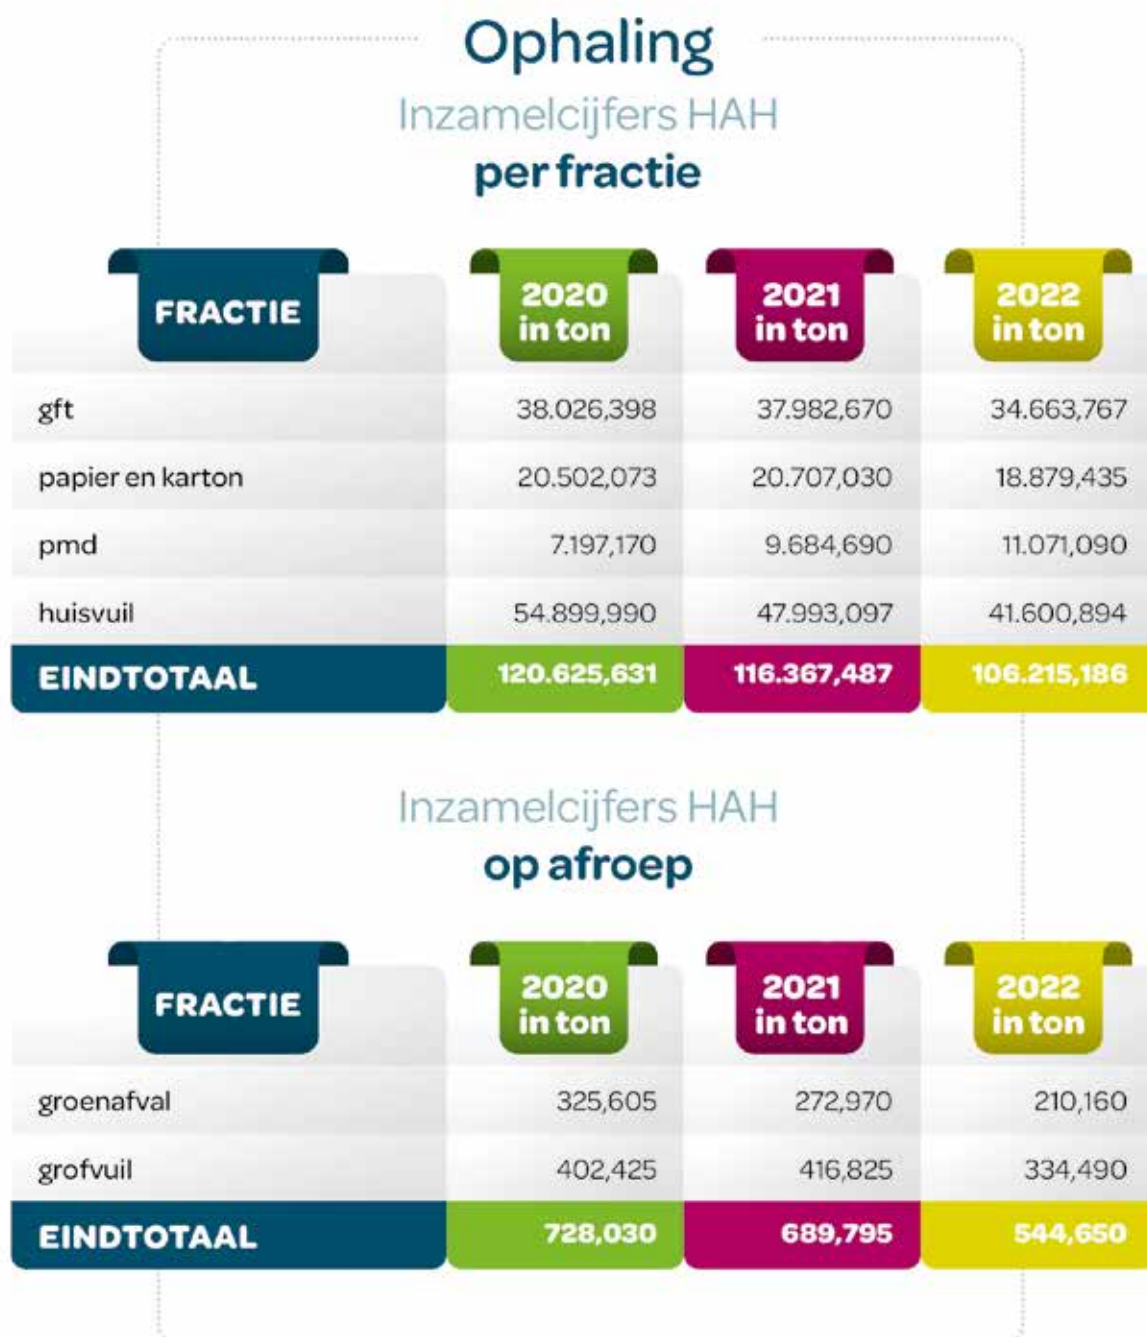 Ophaling
Inzamelcijfers HAH
per fractie
FRACTIE 2020 in ton 2021 in ton 2022 in ton
gft 38.026,398 37.982,670 34.663,767
papier en karton 20.502,073 20.707,030 18.879,435
pmd 7.197,170 9.684,690 11.071,090
huisvuil 54.899,990 47.993,097 41.600,894
EINDTOTAAL 120.625,631 116.367,487 106.215,186
Inzamelcijfers HAH
op afroep
FRACTIE 2020 in ton 2021 in ton 2022 in ton
groenafval 325,605 272,970 210,160
grofvuil 402,425 416,825 334,490
EINDTOTAAL 728,030 689,795 544,650